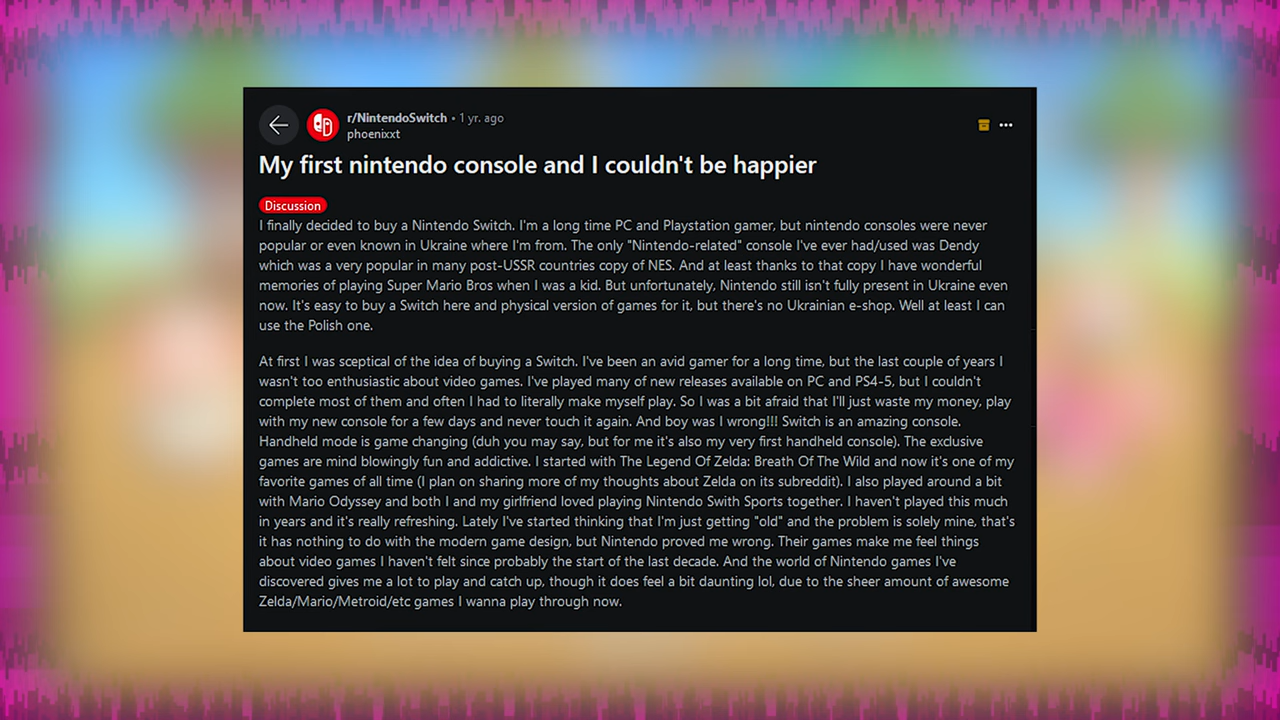 r/NintendoSwitch • 1 yr. ago
phoenixxt
My first nintendo console and I couldn't be happier
Discussion
I finally decided to buy a Nintendo Switch. I'm a long time PC and Playstation gamer, but nintendo consoles were never
popular or even known in Ukraine where I'm from. The only "Nintendo-related" console I've ever had/used was Dendy
which was a very popular in many post-USSR countries copy of NES. And at least thanks to that copy I have wonderful
memories of playing Super Mario Bros when I was a kid. But unfortunately, Nintendo still isn't fully present in Ukraine even
now. It's easy to buy a Switch here and physical version of games for it, but there's no Ukrainian e-shop. Well at least I can
use the Polish one.
At first I was sceptical of the idea of buying a Switch. I've been an avid gamer for a long time, but the last couple of years I
wasn't too enthusiastic about video games. I've played many of new releases available on PC and PS4-5, but I couldn't
complete most of them and often I had to literally make myself play. So I was a bit afraid that I'll just waste my money, play
with my new console for a few days and never touch it again. And boy was I wrong!!! Switch is an amazing console.
Handheld mode is game changing (duh you may say, but for me it's also my very first handheld console). The exclusive
games are mind blowingly fun and addictive. I started with The Legend Of Zelda: Breath Of The Wild and now it's one of my
favorite games of all time (I plan on sharing more of my thoughts about Zelda on its subreddit). I also played around a bit
with Mario Odyssey and both I and my girlfriend loved playing Nintendo Swith Sports together. I haven't played this much
in years and it's really refreshing. Lately I've started thinking that I'm just getting "old" and the problem is solely mine, that's
it has nothing to do with the modern game design, but Nintendo proved me wrong. Their games make me feel things
about video games I haven't felt since probably the start of the last decade. And the world of Nintendo games I've
discovered gives me a lot to play and catch up, though it does feel a bit daunting lol, due to the sheer amount of awesome
Zelda/Mario/Metroid/etc games I wanna play through now.